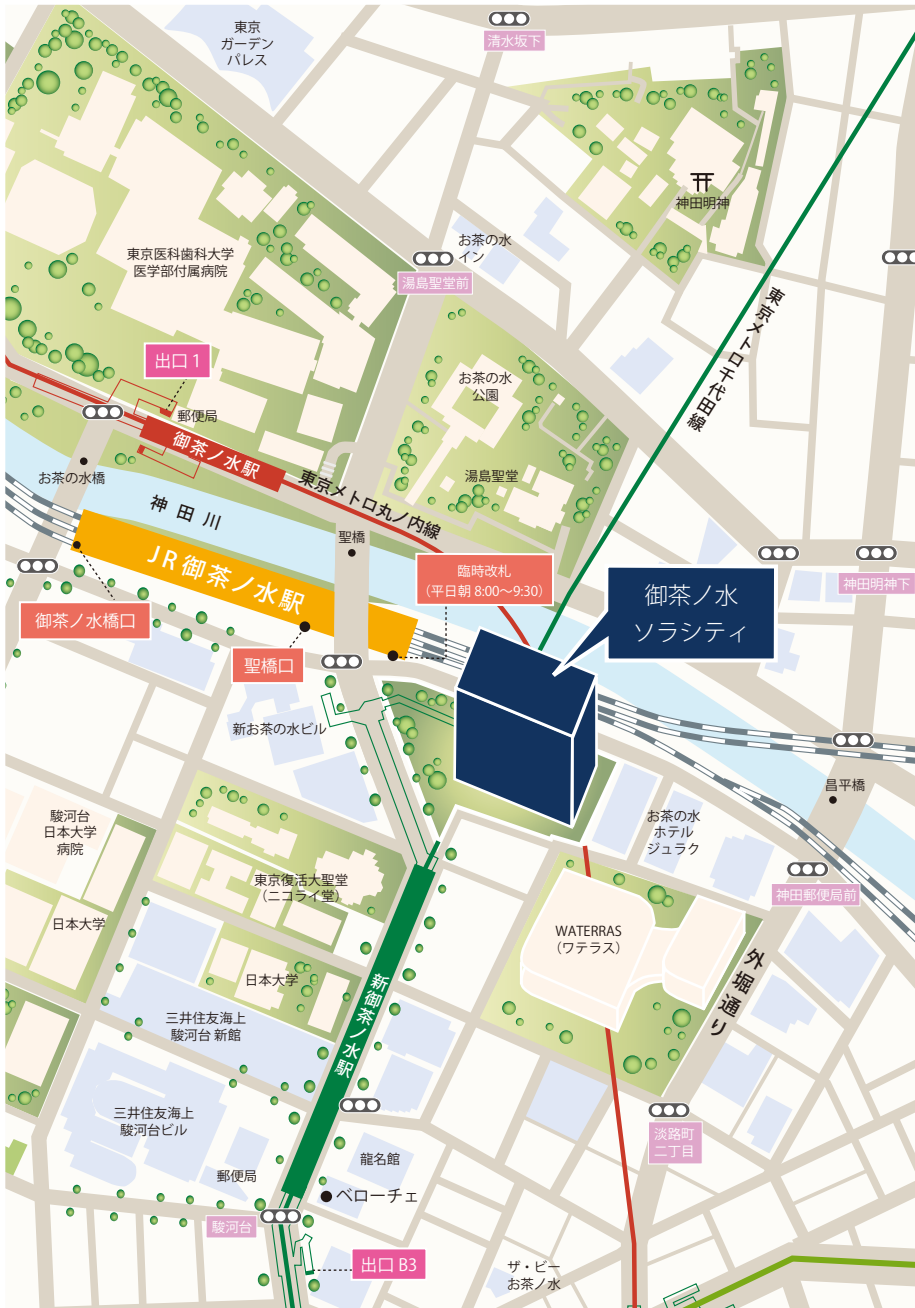 東京
ガーデン
パレス
清水坂下
神田明神
お茶の水
イン
東京医科歯科大学
医学部付属病院
湯島聖堂前
東京メトロ千代田線
出口 1
お茶の水
公園
郵便局
御茶ノ水駅
湯島聖堂
お茶の水橋
東京メトロ丸ノ内線
神田川
聖橋
JR 御茶ノ水駅
臨時改札
(平日朝 8:00〜9:30)
御茶ノ水
ソラシティ
神田明神下
御茶ノ水橋口
聖橋口
新お茶の水ビル
昌平橋
駿河台
日本大学
病院
お茶の水
ホテル
ジュラク
東京復活大聖堂
(ニコライ堂)
神田郵便局前
日本大学
WATERRAS
(ワテラス)
外堀通り
日本大学
新御茶ノ水駅
三井住友海上
駿河台 新館
三井住友海上
駿河台ビル
淡路町
二丁目
郵便局
龍名館
ベローチェ
駿河台
出口 B3
ザ・ビー
お茶ノ水